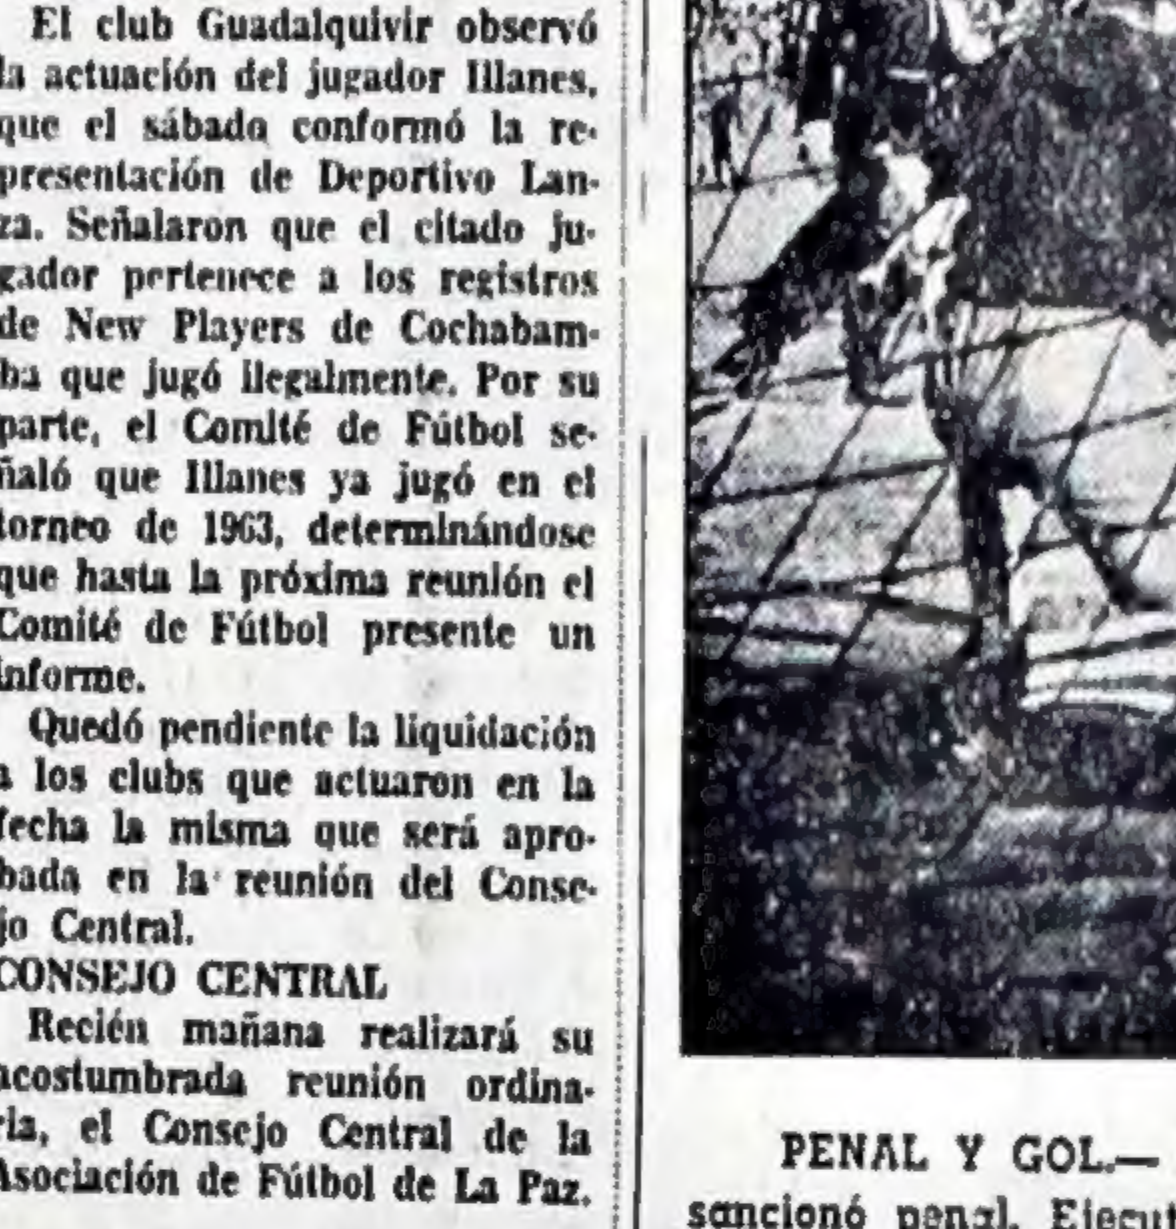 El club Guadalquivir observó
la actuación del jugador Illanes,
que el sábado conformó la re-
presentación de Deportivo Lan-
za. Señalaron que el citado ju-
gador pertenece a los registros
de New Players de Cochabam-
ba que jugó ilegalmente. Por su
parte, el Comité de Fútbol se-
ñaló que Illanes ya jugó en el
torneo de 1963, determinándose
que hasta la próxima reunión el
Comité de Fútbol presente un
informe.
Quedó pendiente la liquidación
a los clubs que actuaron en la
fecha la misma que será apro-
bada en la reunión del Conse-
jo Central.
CONSEJO CENTRAL
Recién mañana realizará su
acostumbrada reunión ordina-
ria, el Consejo Central de la
Asociación de Fútbol de La Paz.
PENAL Y GOL.—
sancionó penal. Ejecut